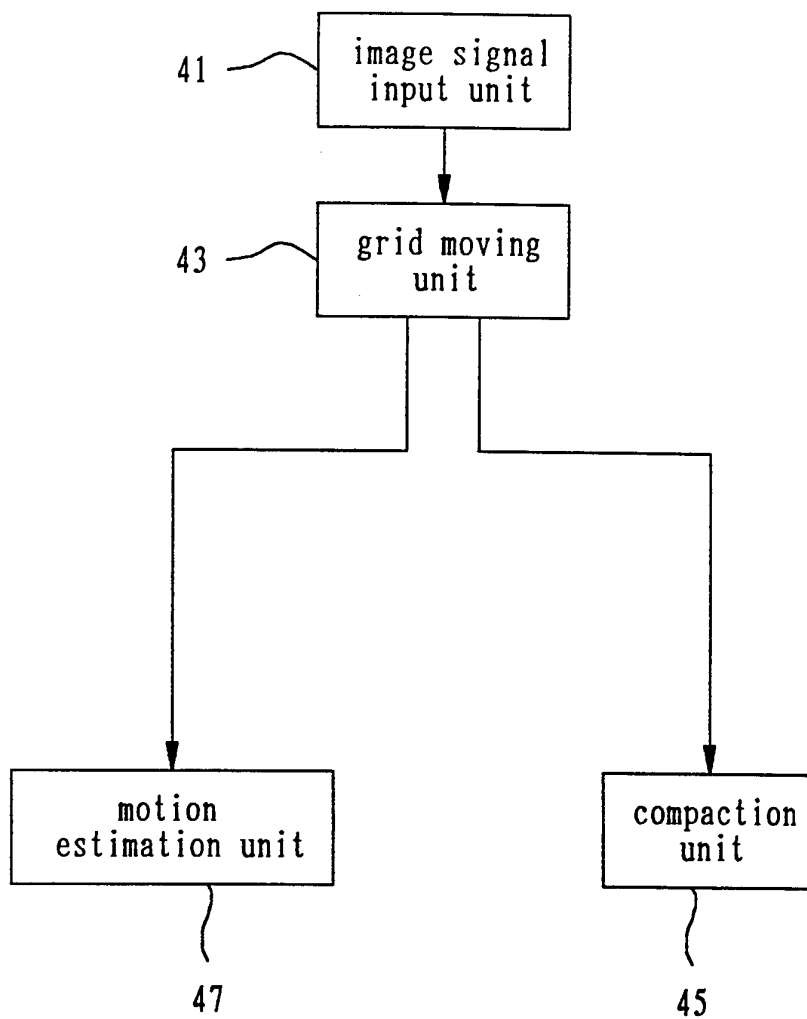 41
image signal
input unit
43
grid moving
unit
motion
estimation unit
compaction
unit
47
45